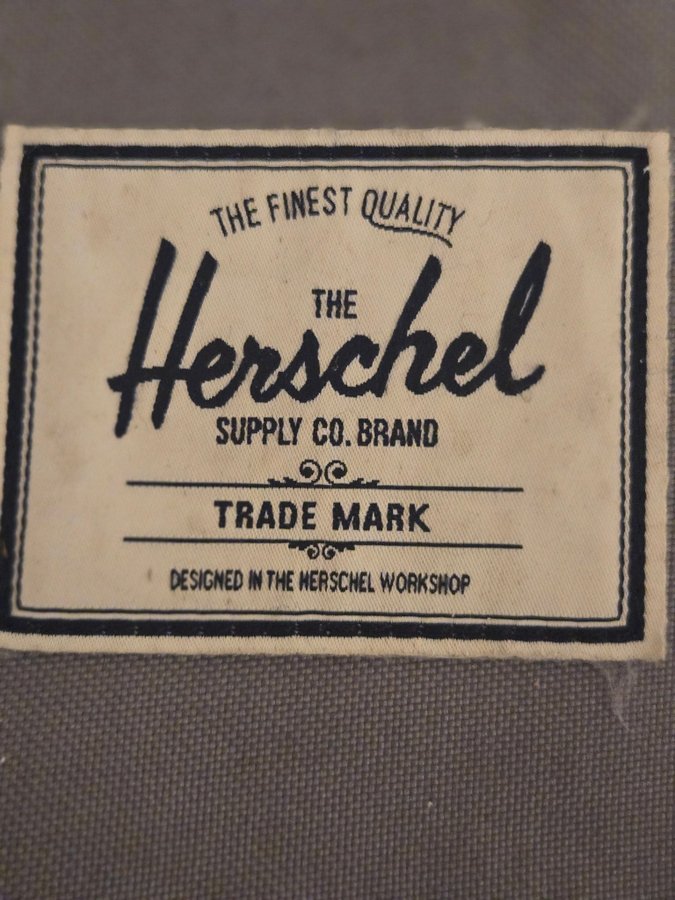 THE FINEST QUALITY
THE
Herschel
SUPPLY CO. BRAND
TRADE MARK
DESIGNED IN THE HERSCHEL WORKSHOP